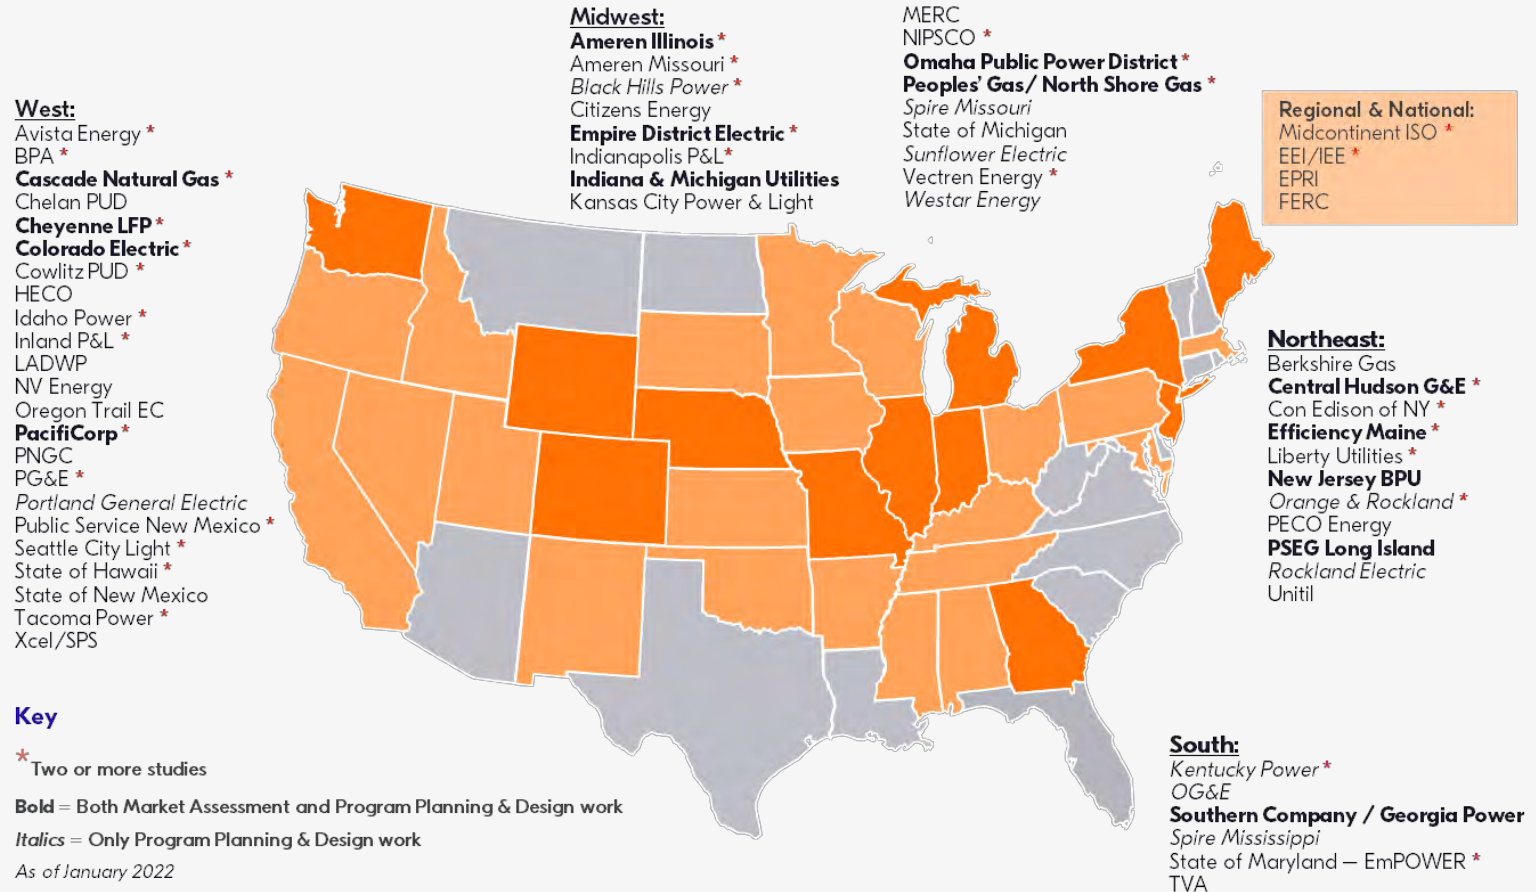 West:
Avista Energy *
BPA *
Cascade Natural Gas *
Chelan PUD
Cheyenne LFP *
Colorado Electric *
Cowlitz PUD *
HECO
Idaho Power *
Inland P&L *
LADWP
NV Energy
Oregon Trail EC
PacifiCorp *
PNGC
PG&E *
Portland General Electric
Public Service New Mexico *
Seattle City Light *
State of Hawaii *
State of New Mexico
Tacoma Power *
Xcel/SPS
Midwest:
Ameren Illinois *
Ameren Missouri *
Black Hills Power *
Citizens Energy
Empire District Electric *
Indianapolis P&L*
Indiana & Michigan Utilities
Kansas City Power & Light
MERC
NIPSCO *
Omaha Public Power District *
Peoples' Gas/ North Shore Gas *
Spire Missouri
State of Michigan
Sunflower Electric
Vectren Energy *
Westar Energy
Regional & National:
Midcontinent ISO *
EEI/IEE *
EPRI
FERC
Northeast:
Berkshire Gas
Central Hudson G&E *
Con Edison of NY *
Efficiency Maine *
Liberty Utilities *
New Jersey BPU
Orange & Rockland *
PECO Energy
PSEG Long Island
Rockland Electric
Unitil
South:
Kentucky Power *
OG&E
Southern Company / Georgia Power
Spire Mississippi
State of Maryland – EmPOWER *
TVA
Key
* Two or more studies
Bold = Both Market Assessment and Program Planning & Design work
Italics = Only Program Planning & Design work
As of January 2022